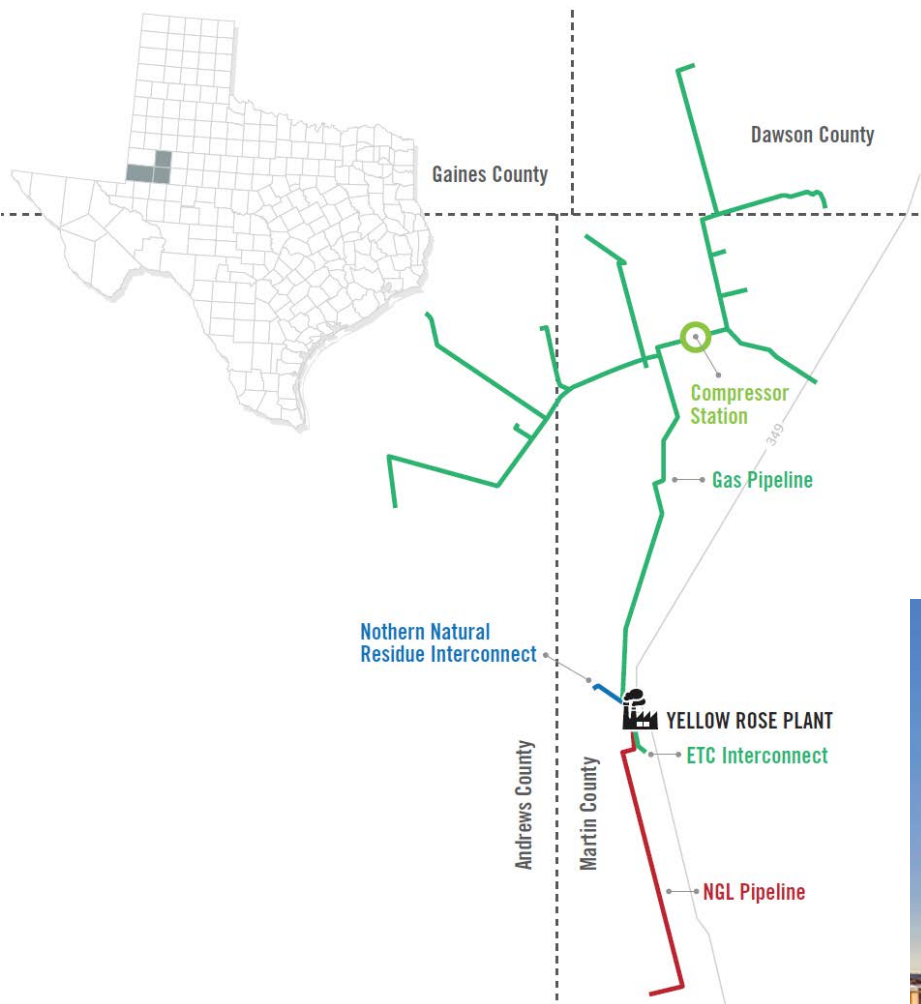 Dawson County
Gaines County
Compressor
Station
349
Gas Pipeline
Nothern Natural
Residue Interconnect
YELLOW ROSE PLANT
ETC Interconnect
Andrews County
Martin County
NGL Pipeline